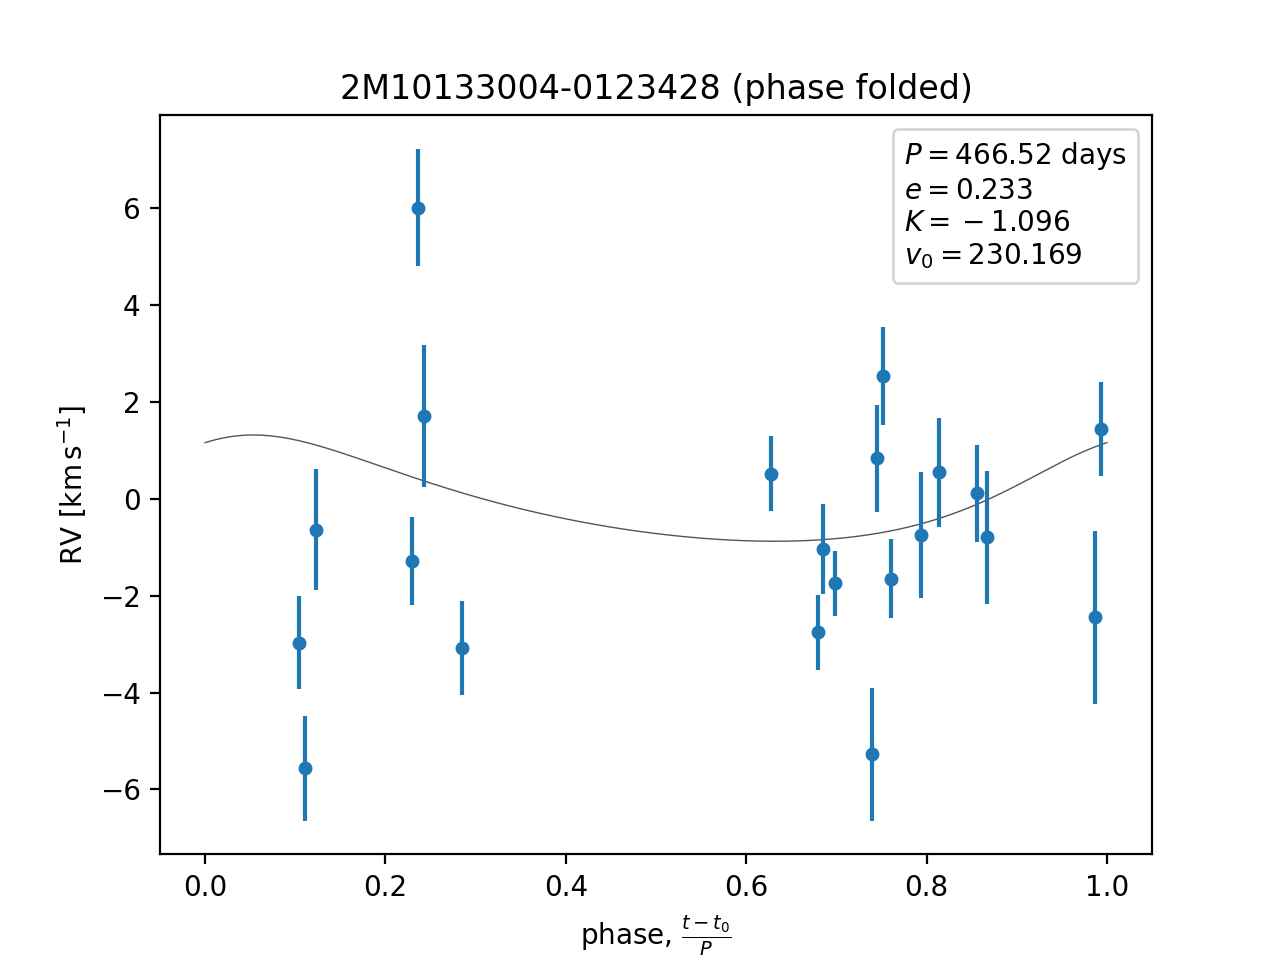 2M10133004-0123428 (phase folded)
P = 466.52 days
e = 0.233
K = −1.096
v₀ = 230.169
RV [km s⁻¹]
6
4
2
0
−2
−4
−6
0.0 0.2 0.4 0.6 0.8 1.0
phase, (t − t₀)/P